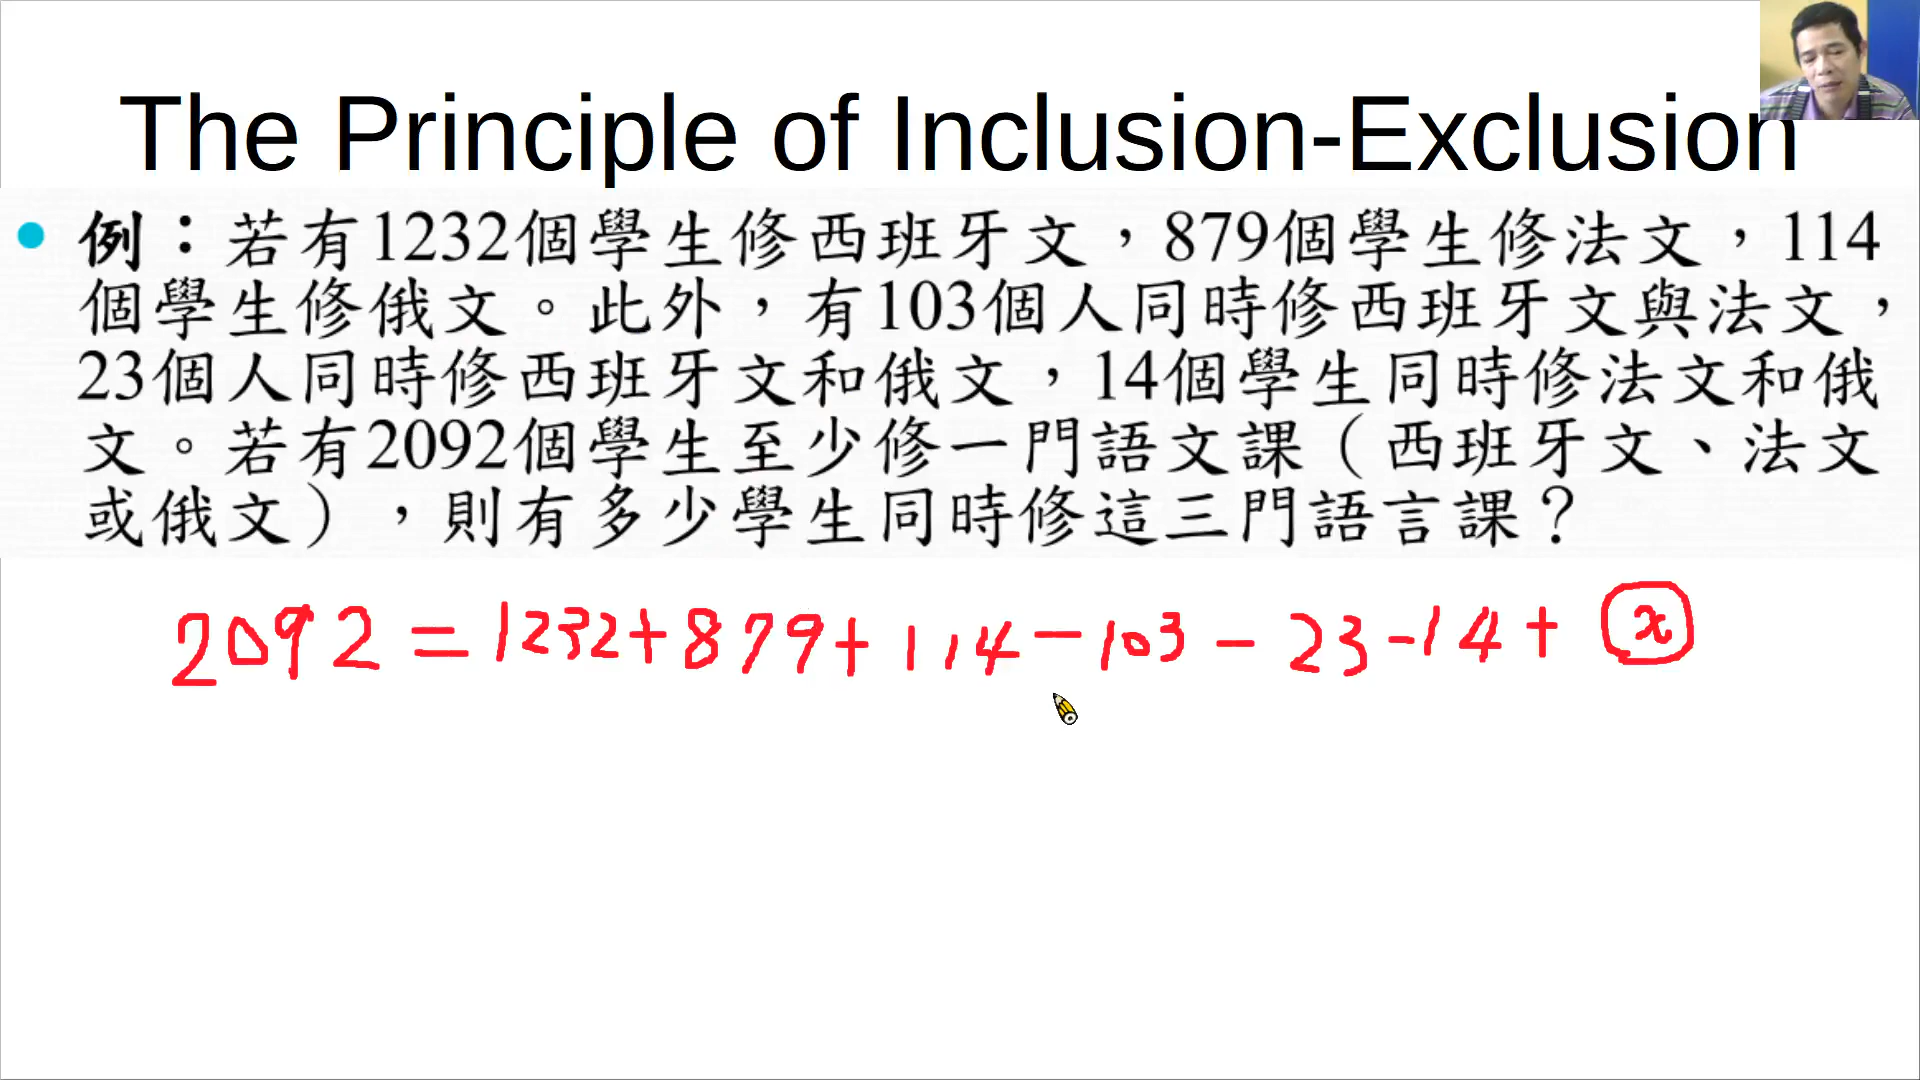 The Principle of Inclusion-Exclusion
• 例：若有1232個學生修西班牙文，879個學生修法文，114
個學生修俄文。此外，有103個人同時修西班牙文與法文，
23個人同時修西班牙文和俄文，14個學生同時修法文和俄
文。若有2092個學生至少修一門語文課（西班牙文、法文
或俄文），則有多少學生同時修這三門語言課？
2092 = 1232 + 879 + 114 - 103 - 23 - 14 + x